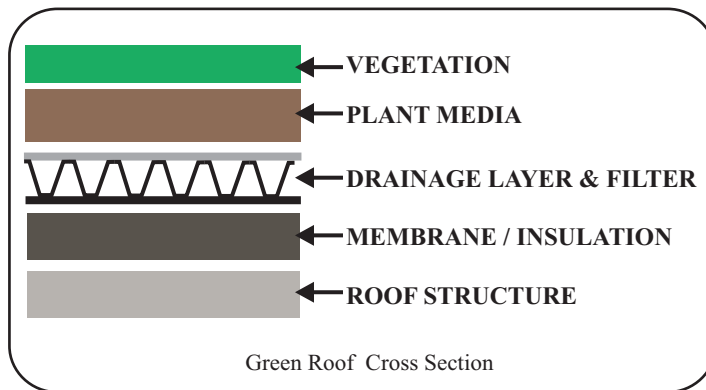 VEGETATION
PLANT MEDIA
DRAINAGE LAYER & FILTER
MEMBRANE / INSULATION
ROOF STRUCTURE
Green Roof Cross Section